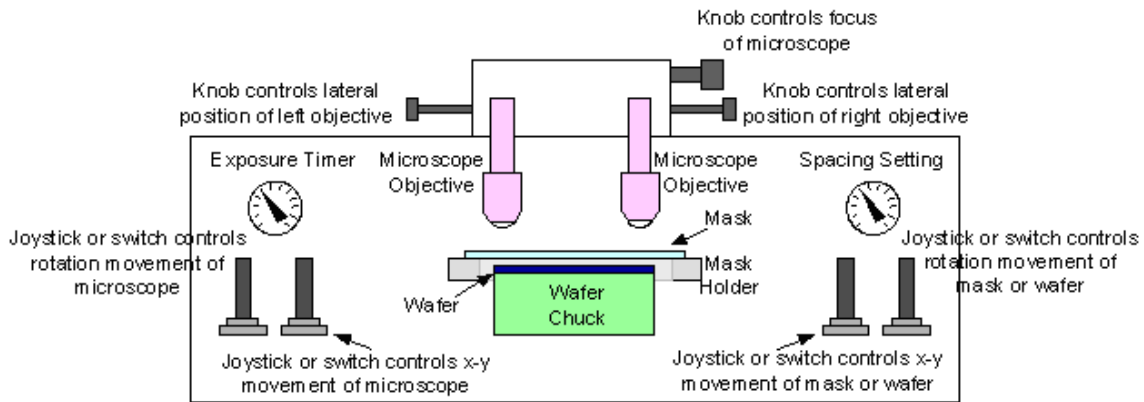 Knob controls focus
of microscope
Knob controls lateral
position of left objective
Knob controls lateral
position of right objective
Exposure Timer
Microscope
Objective
Microscope
Objective
Spacing Setting
Mask
Joystick or switch controls
rotation movement of
microscope
Joystick or switch controls
rotation movement of
mask or wafer
Mask
Holder
Wafer
Wafer
Chuck
Joystick or switch controls x-y
movement of microscope
Joystick or switch controls x-y
movement of mask or wafer